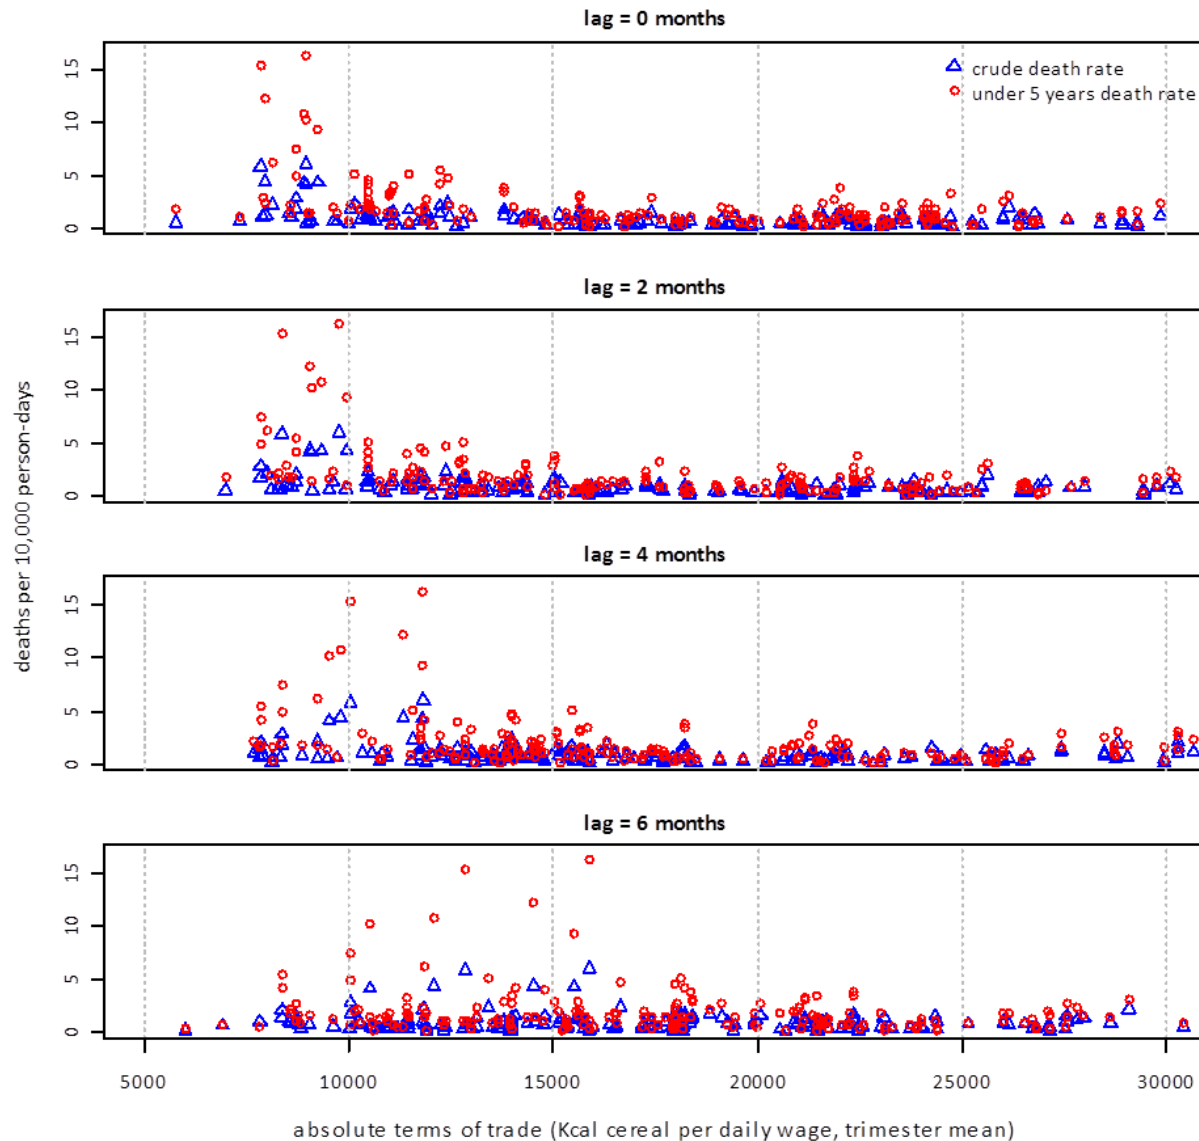 lag = 0 months
15
10
5
0
crude death rate
under 5 years death rate
lag = 2 months
15
10
5
0
lag = 4 months
15
10
5
0
lag = 6 months
15
10
5
0
deaths per 10,000 person-days
5000 10000 15000 20000 25000 30000
absolute terms of trade (Kcal cereal per daily wage, trimester mean)